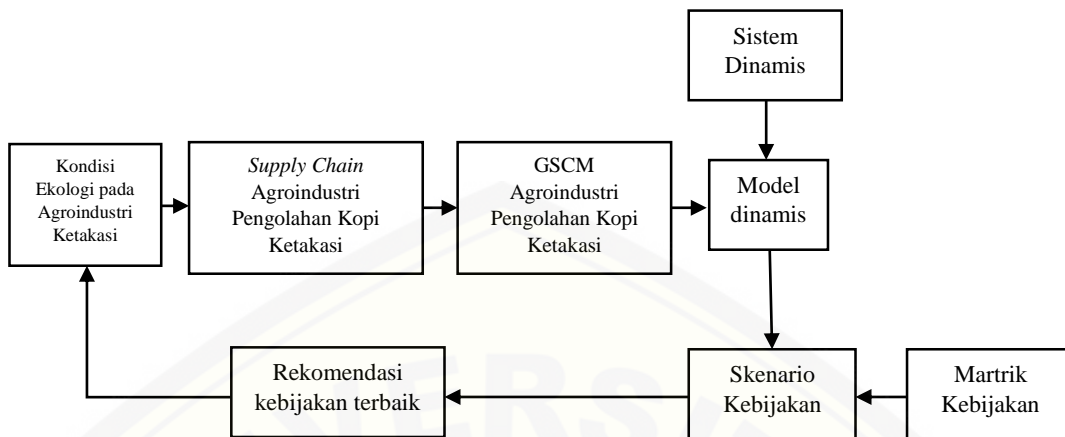 Sistem
Dinamis
Kondisi
Ekologi pada
Agroindustri
Ketakasi
Supply Chain
Agroindustri
Pengolahan Kopi
Ketakasi
GSCM
Agroindustri
Pengolahan Kopi
Ketakasi
Model
dinamis
Rekomendasi
kebijakan terbaik
Skenario
Kebijakan
Martrik
Kebijakan